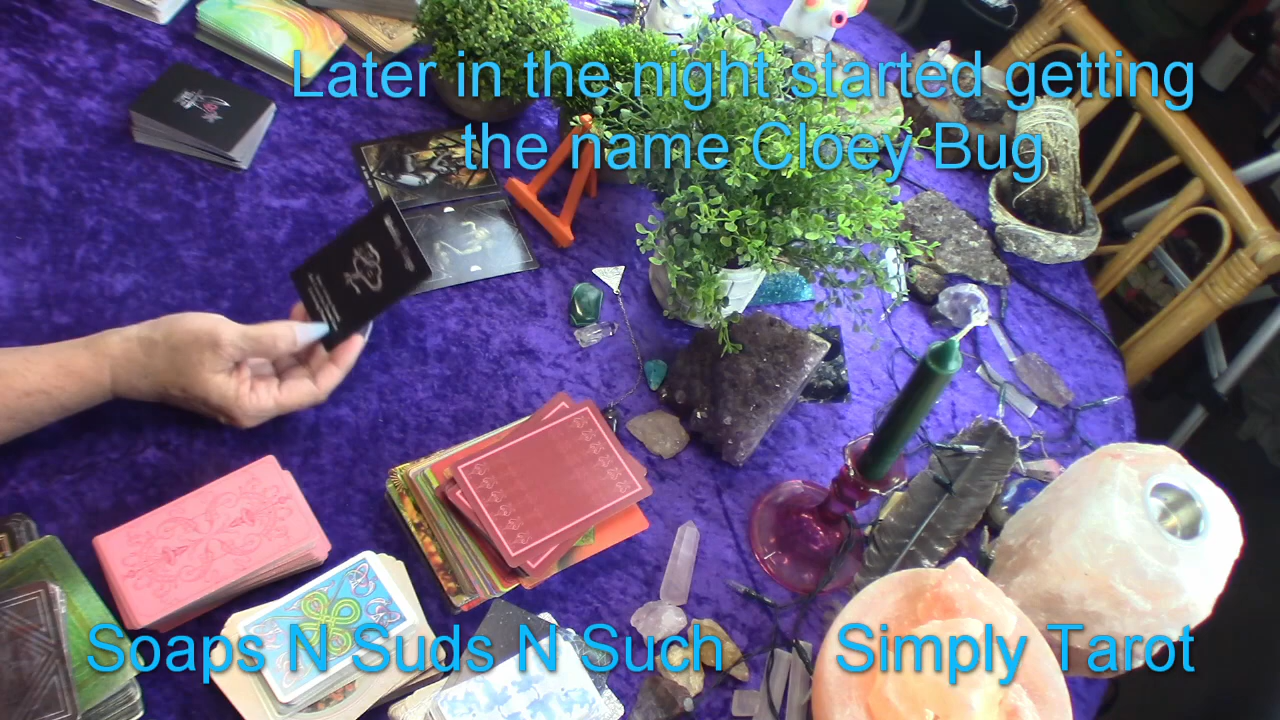 Later in the night started getting
the name Cloey Bug
Soaps N Suds N Such
Simply Tarot